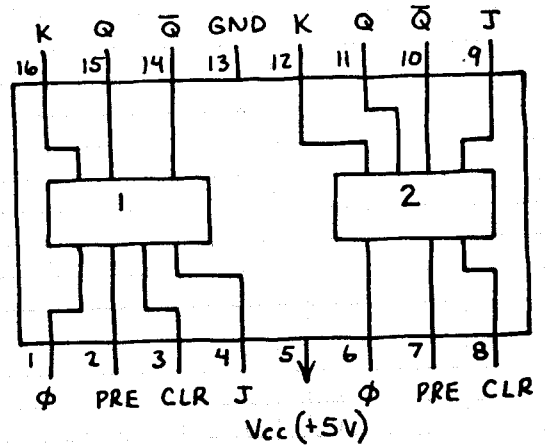 K Q Q̅ GND K Q Q̅ J
16 15 14 13 12 11 10 9
1 2
1 2 3 4 5 6 7 8
Φ PRE CLR J Φ PRE CLR
Vcc (+5V)